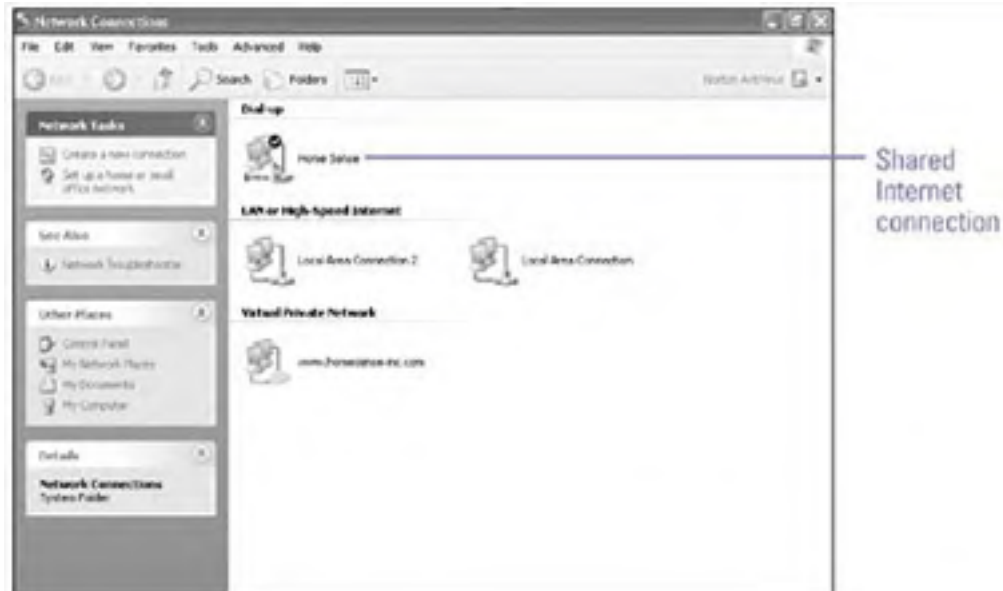 Network Connections
File Edit View Favorites Tools Advanced Help
Search Folders
Norton AntiVirus
Network Tasks
Create a new connection
Set up a home or small
office network
See Also
Network Troubleshooter
Other Places
Control Panel
My Network Places
My Documents
My Computer
Details
Network Connections
System Folder
Dial-up
Home Sense
LAN or High-Speed Internet
Local Area Connection 2
Local Area Connection
Virtual Private Network
Shared
Internet
connection